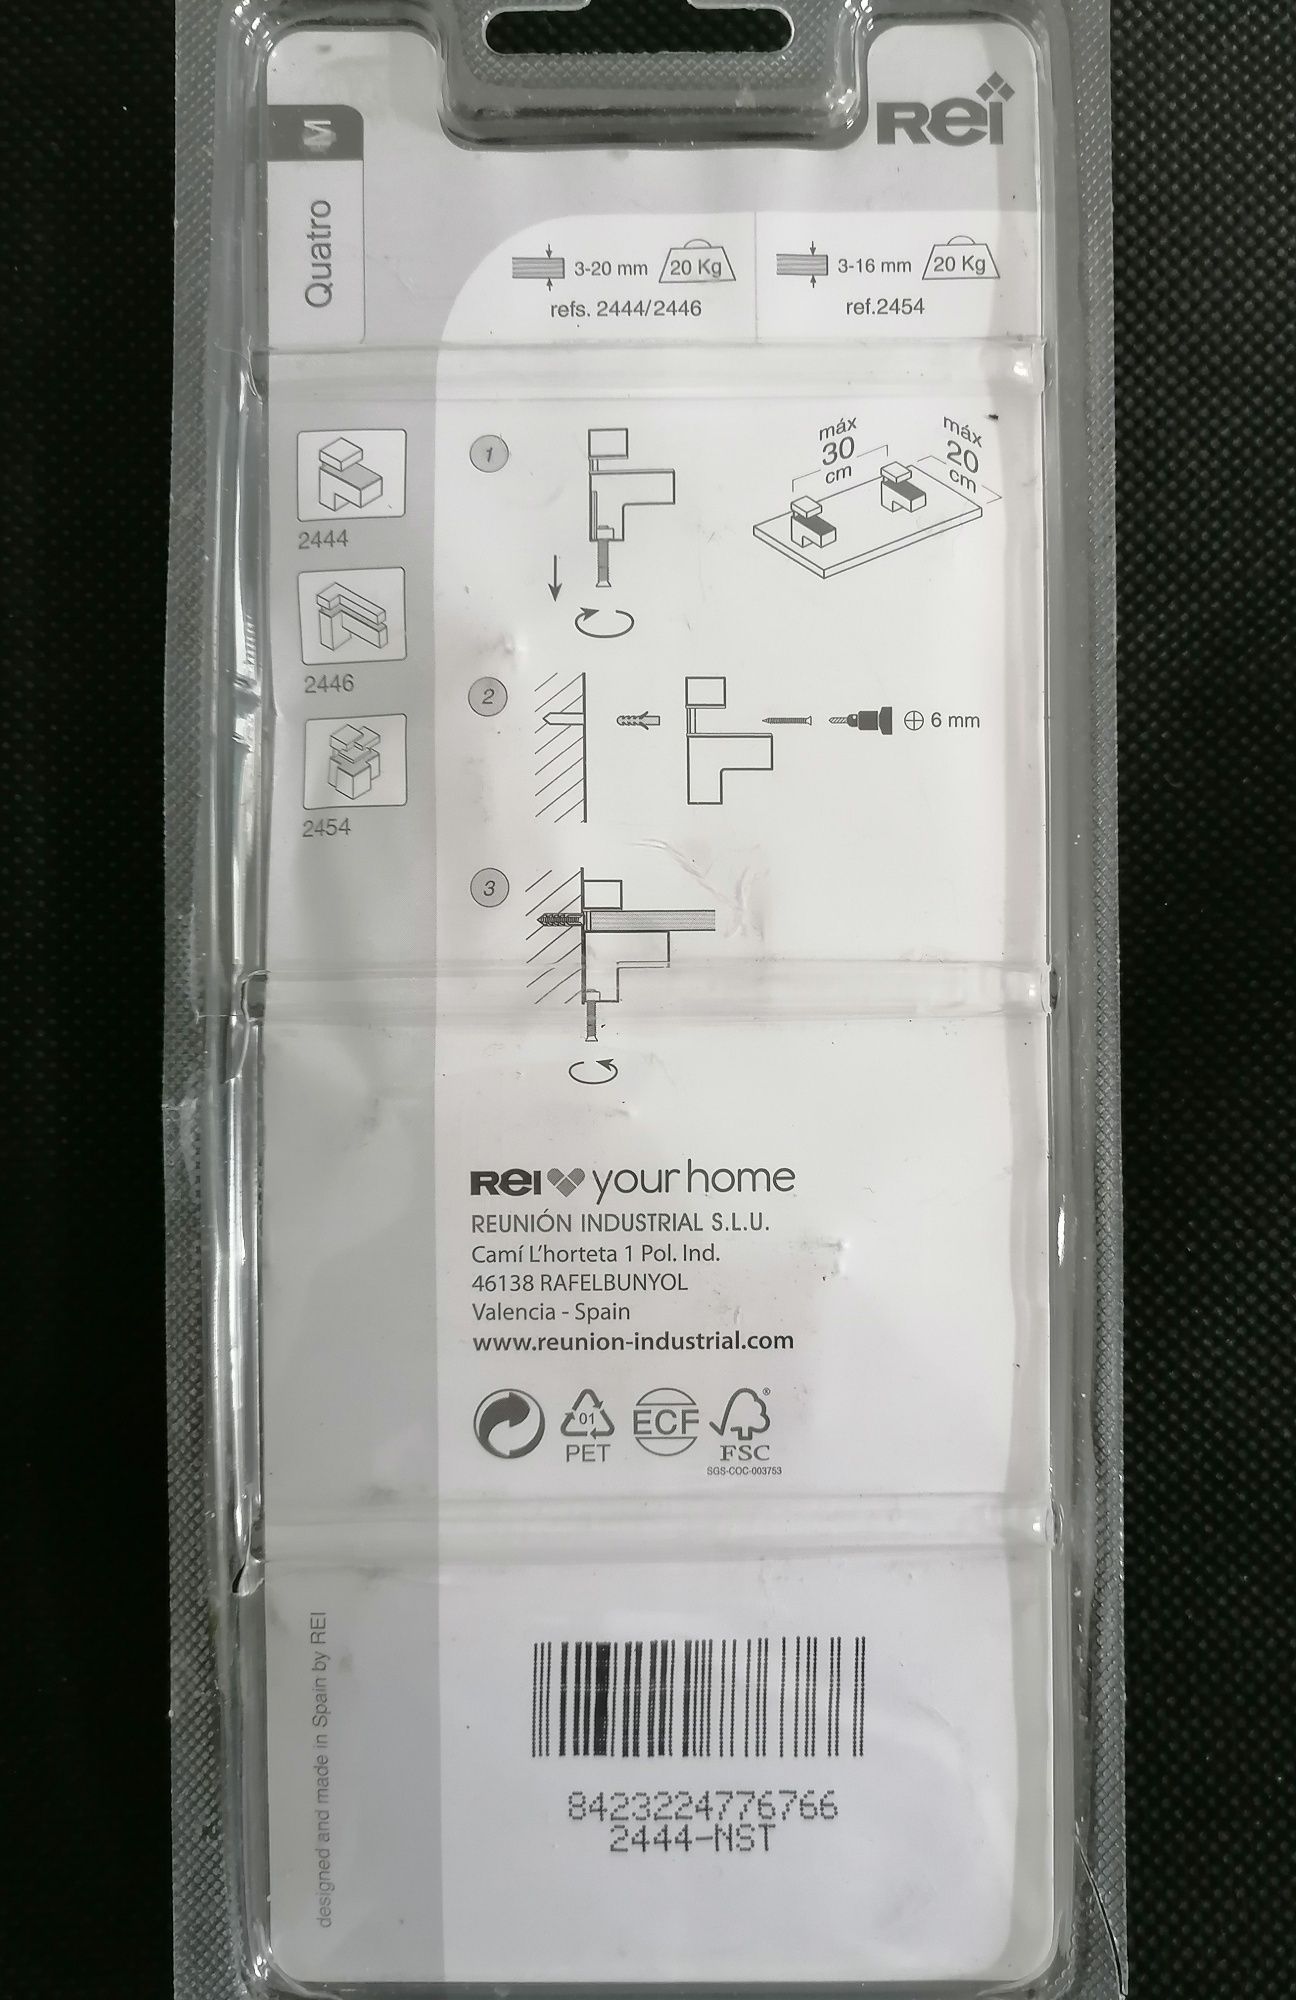 REI
M
Quatro
3-20 mm 20 Kg
refs. 2444/2446
3-16 mm 20 Kg
ref.2454
2444
2446
2454
1
máx
30
cm
máx
20
cm
2
6 mm
3
REI your home
REUNIÓN INDUSTRIAL S.L.U.
Camí L'horteta 1 Pol. Ind.
46138 RAFELBUNYOL
Valencia - Spain
www.reunion-industrial.com
01
PET
ECF
®
FSC
SGS-COC-003753
designed and made in Spain by REI
8423224776766
2444-NST